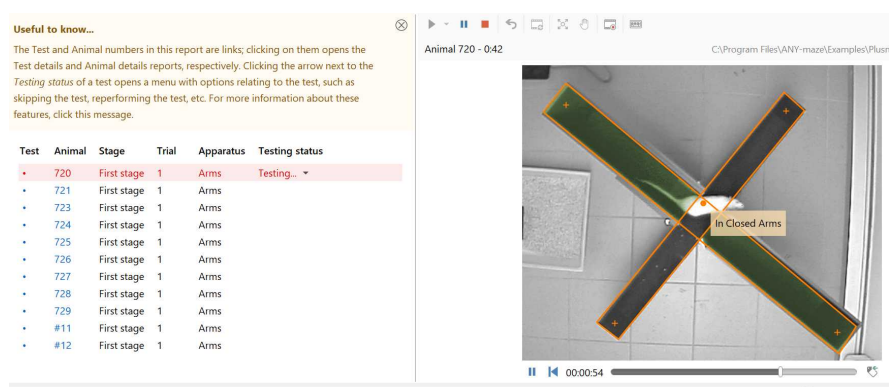 Useful to know...
The Test and Animal numbers in this report are links; clicking on them opens the
Test details and Animal details reports, respectively. Clicking the arrow next to the
Testing status of a test opens a menu with options relating to the test, such as
skipping the test, reperforming the test, etc. For more information about these
features, click this message.
Test Animal Stage Trial Apparatus Testing status
• 720 First stage 1 Arms Testing...
• 721 First stage 1 Arms
• 723 First stage 1 Arms
• 724 First stage 1 Arms
• 725 First stage 1 Arms
• 726 First stage 1 Arms
• 727 First stage 1 Arms
• 728 First stage 1 Arms
• 729 First stage 1 Arms
• #11 First stage 1 Arms
• #12 First stage 1 Arms
Animal 720 - 0:42
C:\Program Files\ANY-maze\Examples\Plusm
In Closed Arms
00:00:54